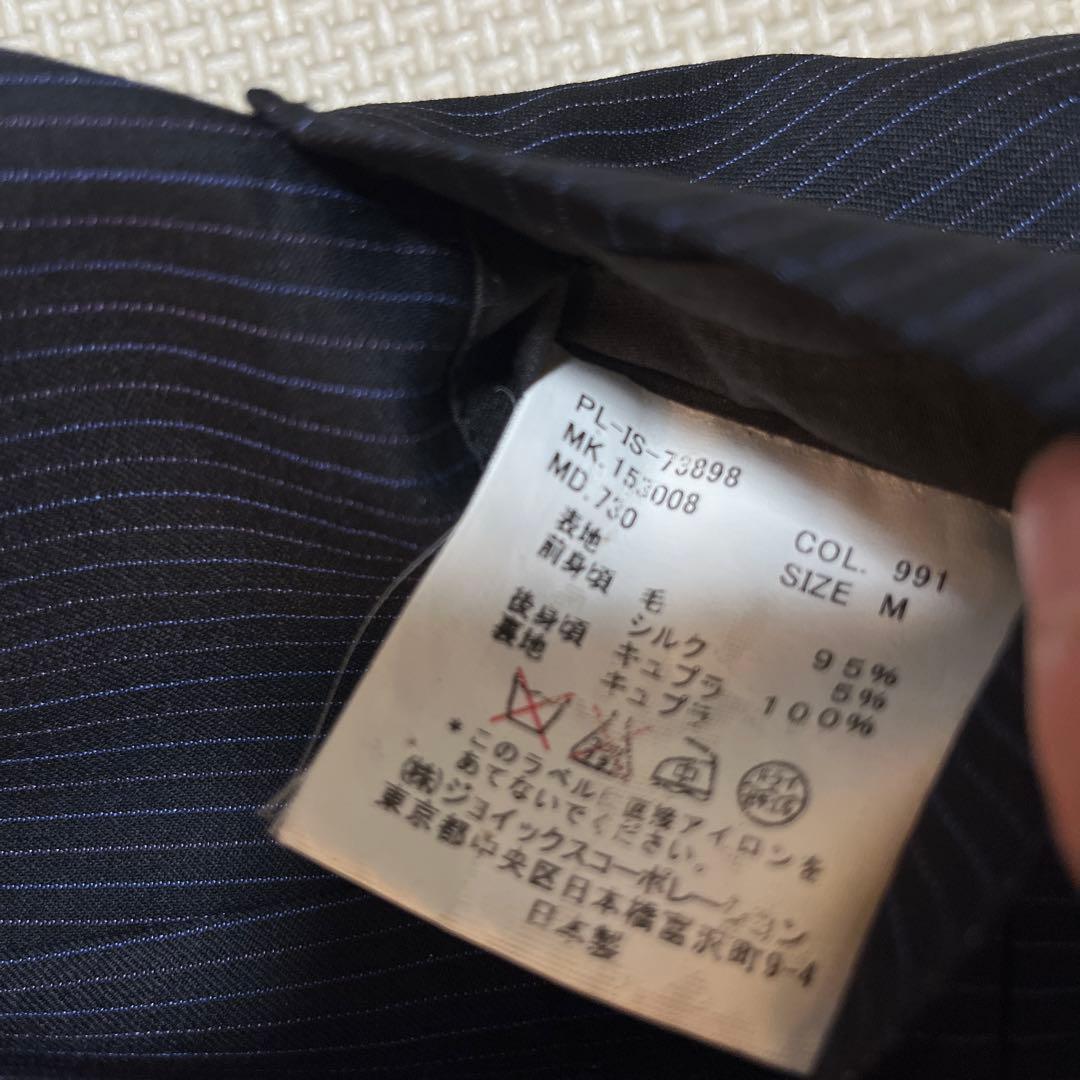 PL-IS-73898
MK.153008
MD.730
COL. 991
SIZE M
表地
前身頃 毛 95%
シルク 5%
後身頃 キュプラ 100%
裏地 キュプラ
中
*このラベルに直接アイロンを
あてないでください。
(株)ジョイックスコーポレーション
東京都中央区日本橋富沢町9-4
日本製